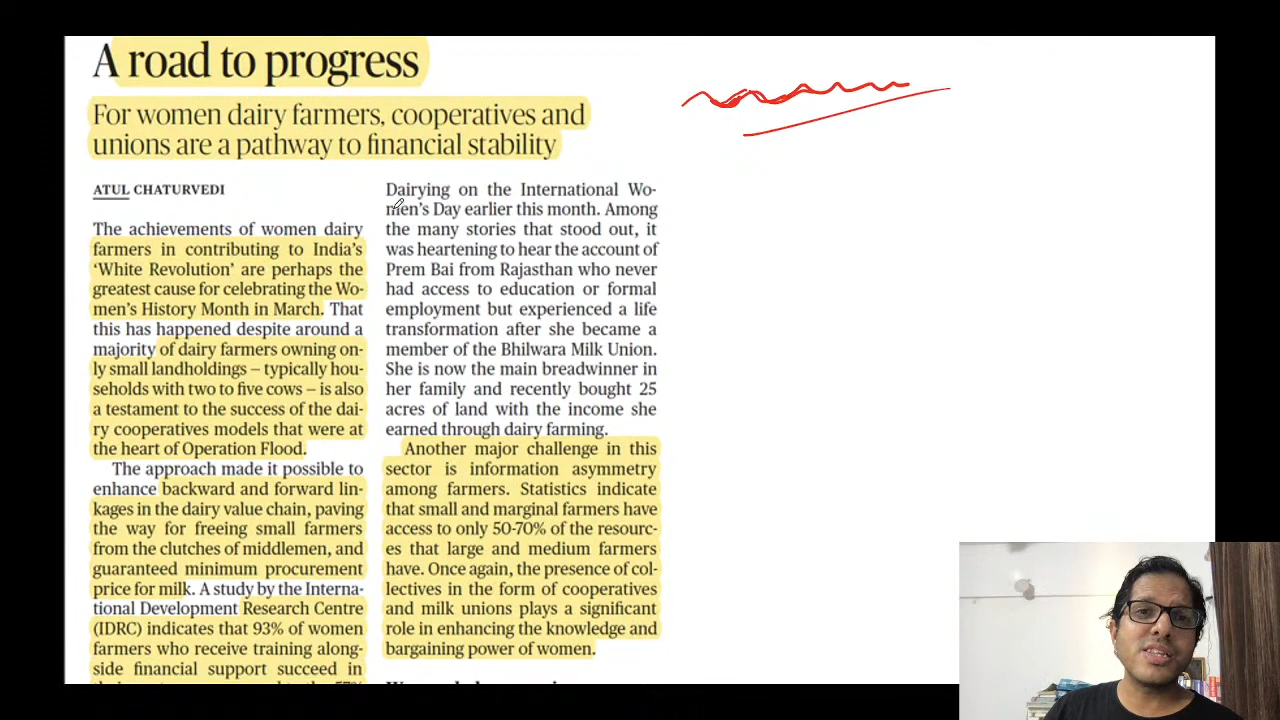 A road to progress
For women dairy farmers, cooperatives and
unions are a pathway to financial stability
ATUL CHATURVEDI
The achievements of women dairy
farmers in contributing to India's
'White Revolution' are perhaps the
greatest cause for celebrating the Wo-
men's History Month in March. That
this has happened despite around a
majority of dairy farmers owning on-
ly small landholdings – typically hou-
seholds with two to five cows – is also
a testament to the success of the dai-
ry cooperatives models that were at
the heart of Operation Flood.
The approach made it possible to
enhance backward and forward lin-
kages in the dairy value chain, paving
the way for freeing small farmers
from the clutches of middlemen, and
guaranteed minimum procurement
price for milk. A study by the Interna-
tional Development Research Centre
(IDRC) indicates that 93% of women
farmers who receive training along-
side financial support succeed in
Dairying on the International Wo-
men's Day earlier this month. Among
the many stories that stood out, it
was heartening to hear the account of
Prem Bai from Rajasthan who never
had access to education or formal
employment but experienced a life
transformation after she became a
member of the Bhilwara Milk Union.
She is now the main breadwinner in
her family and recently bought 25
acres of land with the income she
earned through dairy farming.
Another major challenge in this
sector is information asymmetry
among farmers. Statistics indicate
that small and marginal farmers have
access to only 50-70% of the resourc-
es that large and medium farmers
have. Once again, the presence of col-
lectives in the form of cooperatives
and milk unions plays a significant
role in enhancing the knowledge and
bargaining power of women.